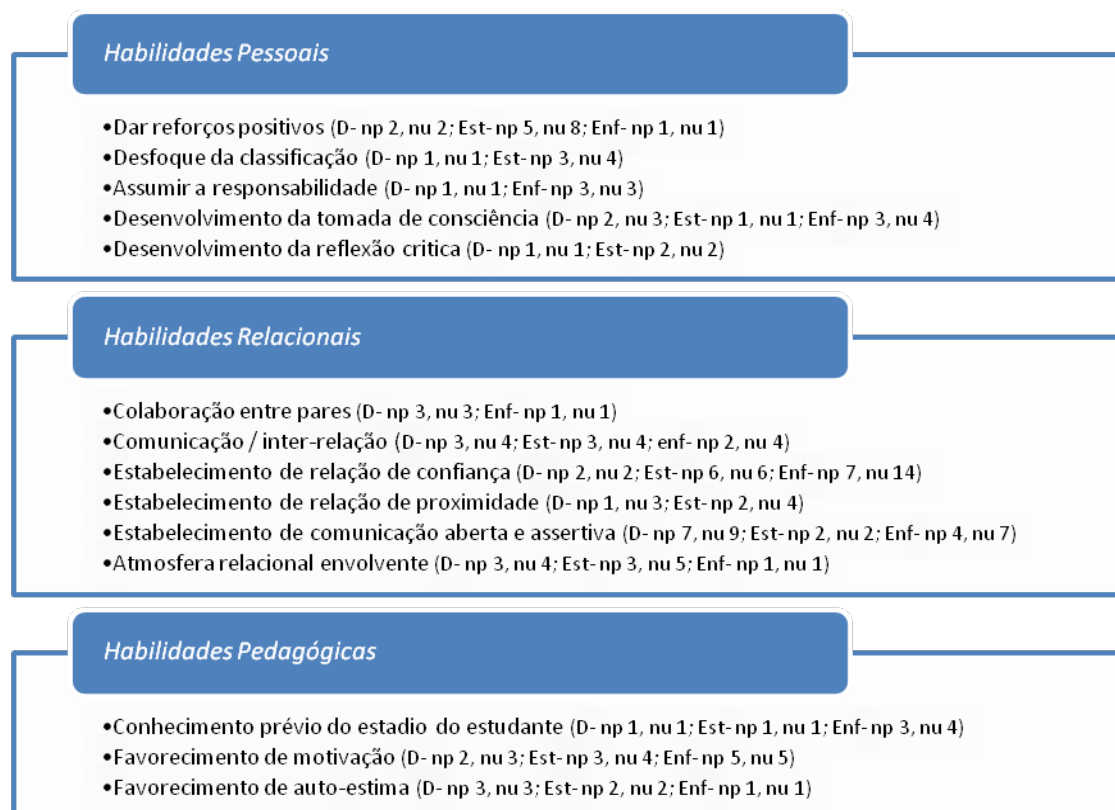 Habilidades Pessoais
•Dar reforços positivos (D- np 2, nu 2; Est- np 5, nu 8; Enf- np 1, nu 1)
•Desfoque da classificação (D- np 1, nu 1; Est- np 3, nu 4)
•Assumir a responsabilidade (D- np 1, nu 1; Enf- np 3, nu 3)
•Desenvolvimento da tomada de consciência (D- np 2, nu 3; Est- np 1, nu 1; Enf- np 3, nu 4)
•Desenvolvimento da reflexão critica (D- np 1, nu 1; Est- np 2, nu 2)
Habilidades Relacionais
•Colaboração entre pares (D- np 3, nu 3; Enf- np 1, nu 1)
•Comunicação / inter-relação (D- np 3, nu 4; Est- np 3, nu 4; enf- np 2, nu 4)
•Estabelecimento de relação de confiança (D- np 2, nu 2; Est- np 6, nu 6; Enf- np 7, nu 14)
•Estabelecimento de relação de proximidade (D- np 1, nu 3; Est- np 2, nu 4)
•Estabelecimento de comunicação aberta e assertiva (D- np 7, nu 9; Est- np 2, nu 2; Enf- np 4, nu 7)
•Atmosfera relacional envolvente (D- np 3, nu 4; Est- np 3, nu 5; Enf- np 1, nu 1)
Habilidades Pedagógicas
•Conhecimento prévio do estadio do estudante (D- np 1, nu 1; Est- np 1, nu 1; Enf- np 3, nu 4)
•Favorecimento de motivação (D- np 2, nu 3; Est- np 3, nu 4; Enf- np 5, nu 5)
•Favorecimento de auto-estima (D- np 3, nu 3; Est- np 2, nu 2; Enf- np 1, nu 1)